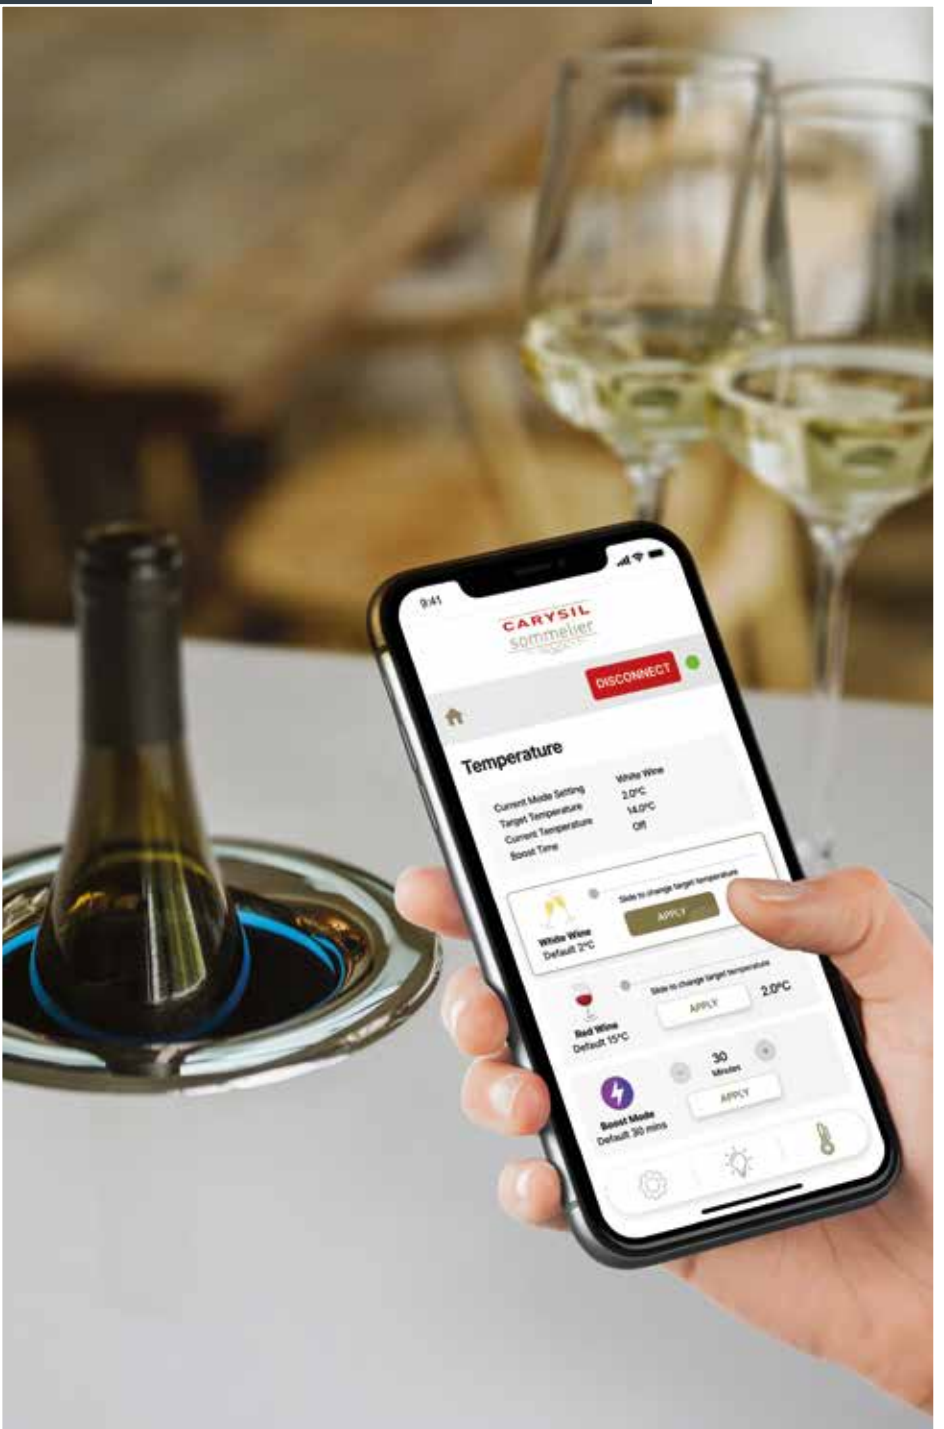 9:41
CARYSIL
sommelier
DISCONNECT
Temperature
Current Mode Setting White Wine
Target Temperature 2.0°C
Current Temperature 14.0°C
Boost Time Off
Slide to change target temperature
APPLY
White Wine
Default 2°C
Slide to change target temperature
APPLY 2.0°C
Red Wine
Default 15°C
30
Minutes
APPLY
Boost Mode
Default 30 mins